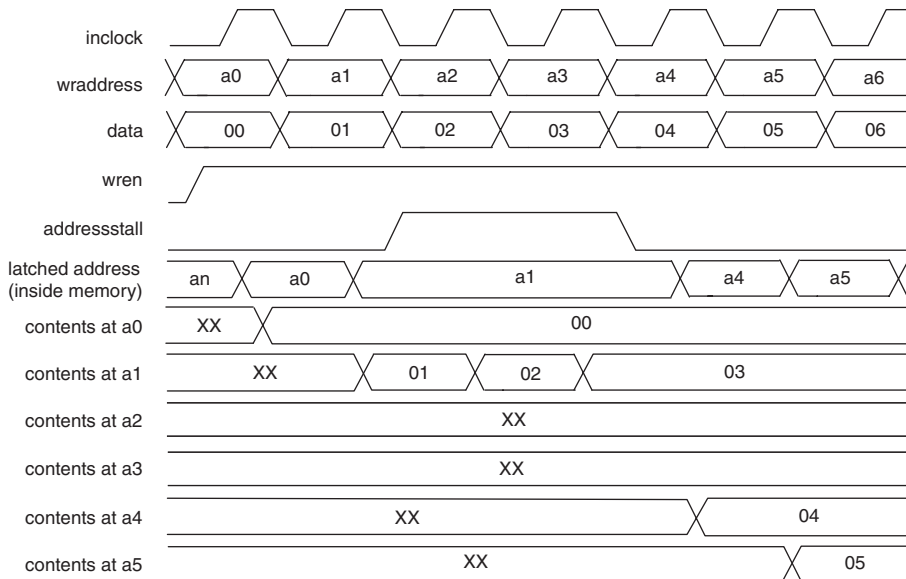 inclock
wraddress a0 a1 a2 a3 a4 a5 a6
data 00 01 02 03 04 05 06
wren
addressstall
latched address
(inside memory) an a0 a1 a4 a5
contents at a0 XX 00
contents at a1 XX 01 02 03
contents at a2 XX
contents at a3 XX
contents at a4 XX 04
contents at a5 XX 05